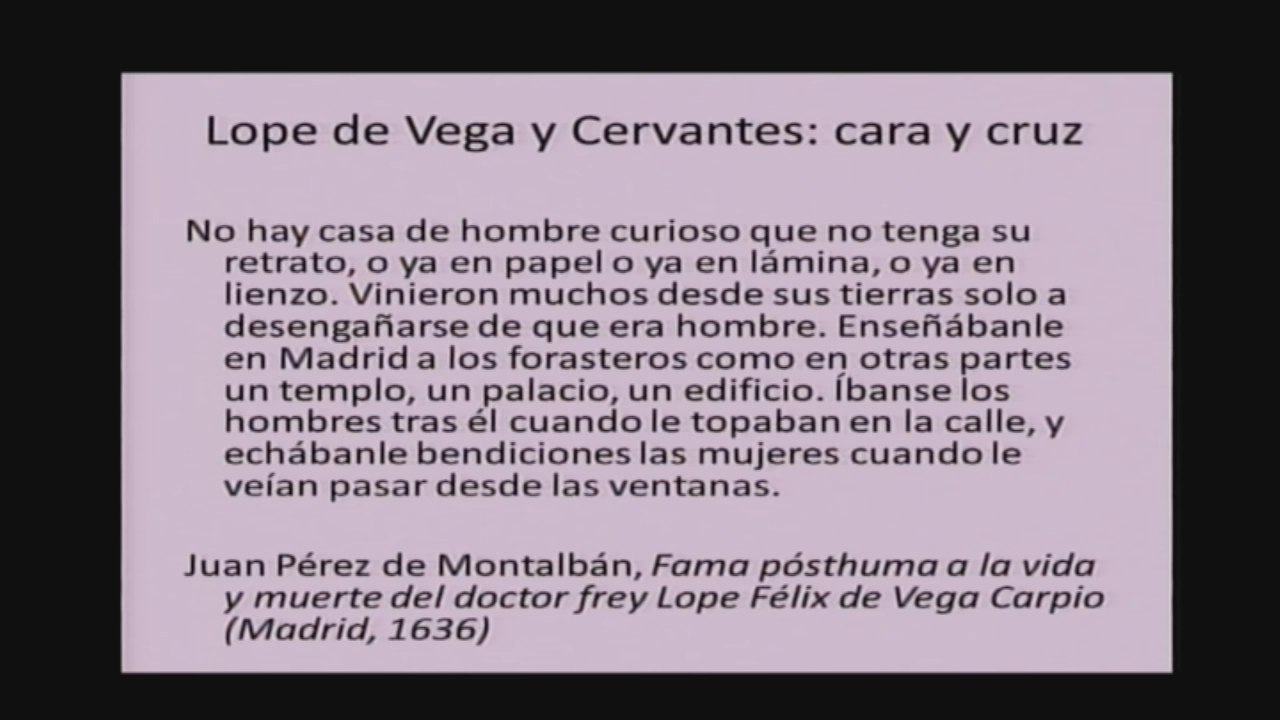 Lope de Vega y Cervantes: cara y cruz
No hay casa de hombre curioso que no tenga su
retrato, o ya en papel o ya en lámina, o ya en
lienzo. Vinieron muchos desde sus tierras solo a
desengañarse de que era hombre. Enseñábanle
en Madrid a los forasteros como en otras partes
un templo, un palacio, un edificio. Íbanse los
hombres tras él cuando le topaban en la calle, y
echábanle bendiciones las mujeres cuando le
veían pasar desde las ventanas.
Juan Pérez de Montalbán, Fama pósthuma a la vida
y muerte del doctor frey Lope Félix de Vega Carpio
(Madrid, 1636)